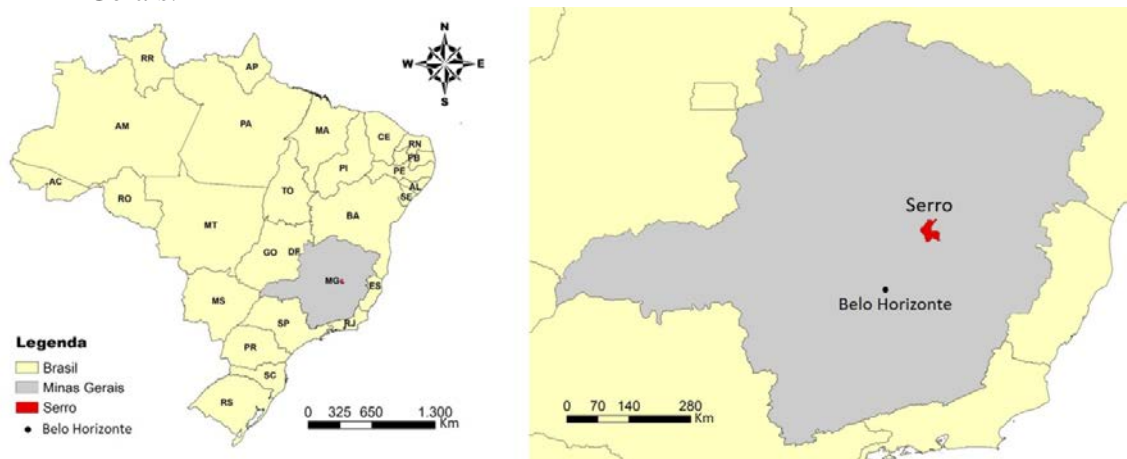 N
W E
S
RR
AP
AM
PA
MA
CE
RN
PB
PE
AL
SE
PI
AC
RO
TO
BA
MT
GO
DF
MG
ES
MS
SP
RJ
PR
SC
RS
Legenda
Brasil
Minas Gerais
Serro
Belo Horizonte
0 325 650 1.300
Km
Serro
Belo Horizonte
0 70 140 280
Km